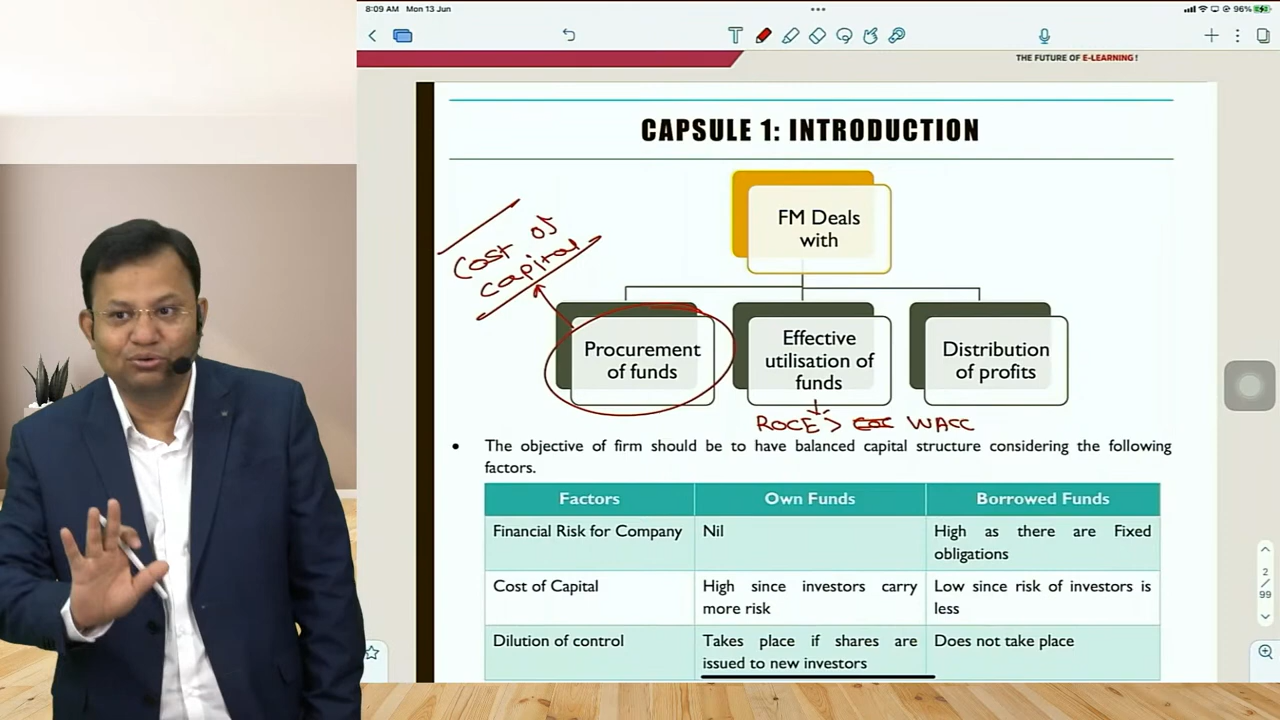 8:09 AM Mon 13 Jun
96%
THE FUTURE OF E-LEARNING !
CAPSULE 1: INTRODUCTION
FM Deals
with
Cost of
capital
Procurement
of funds
Effective
utilisation of
funds
Distribution
of profits
ROCE > COC WACC
• The objective of firm should be to have balanced capital structure considering the following
factors.
Factors Own Funds Borrowed Funds
Financial Risk for Company Nil High as there are Fixed
obligations
Cost of Capital High since investors carry
more risk Low since risk of investors is
less
Dilution of control Takes place if shares are
issued to new investors Does not take place
2
/
99